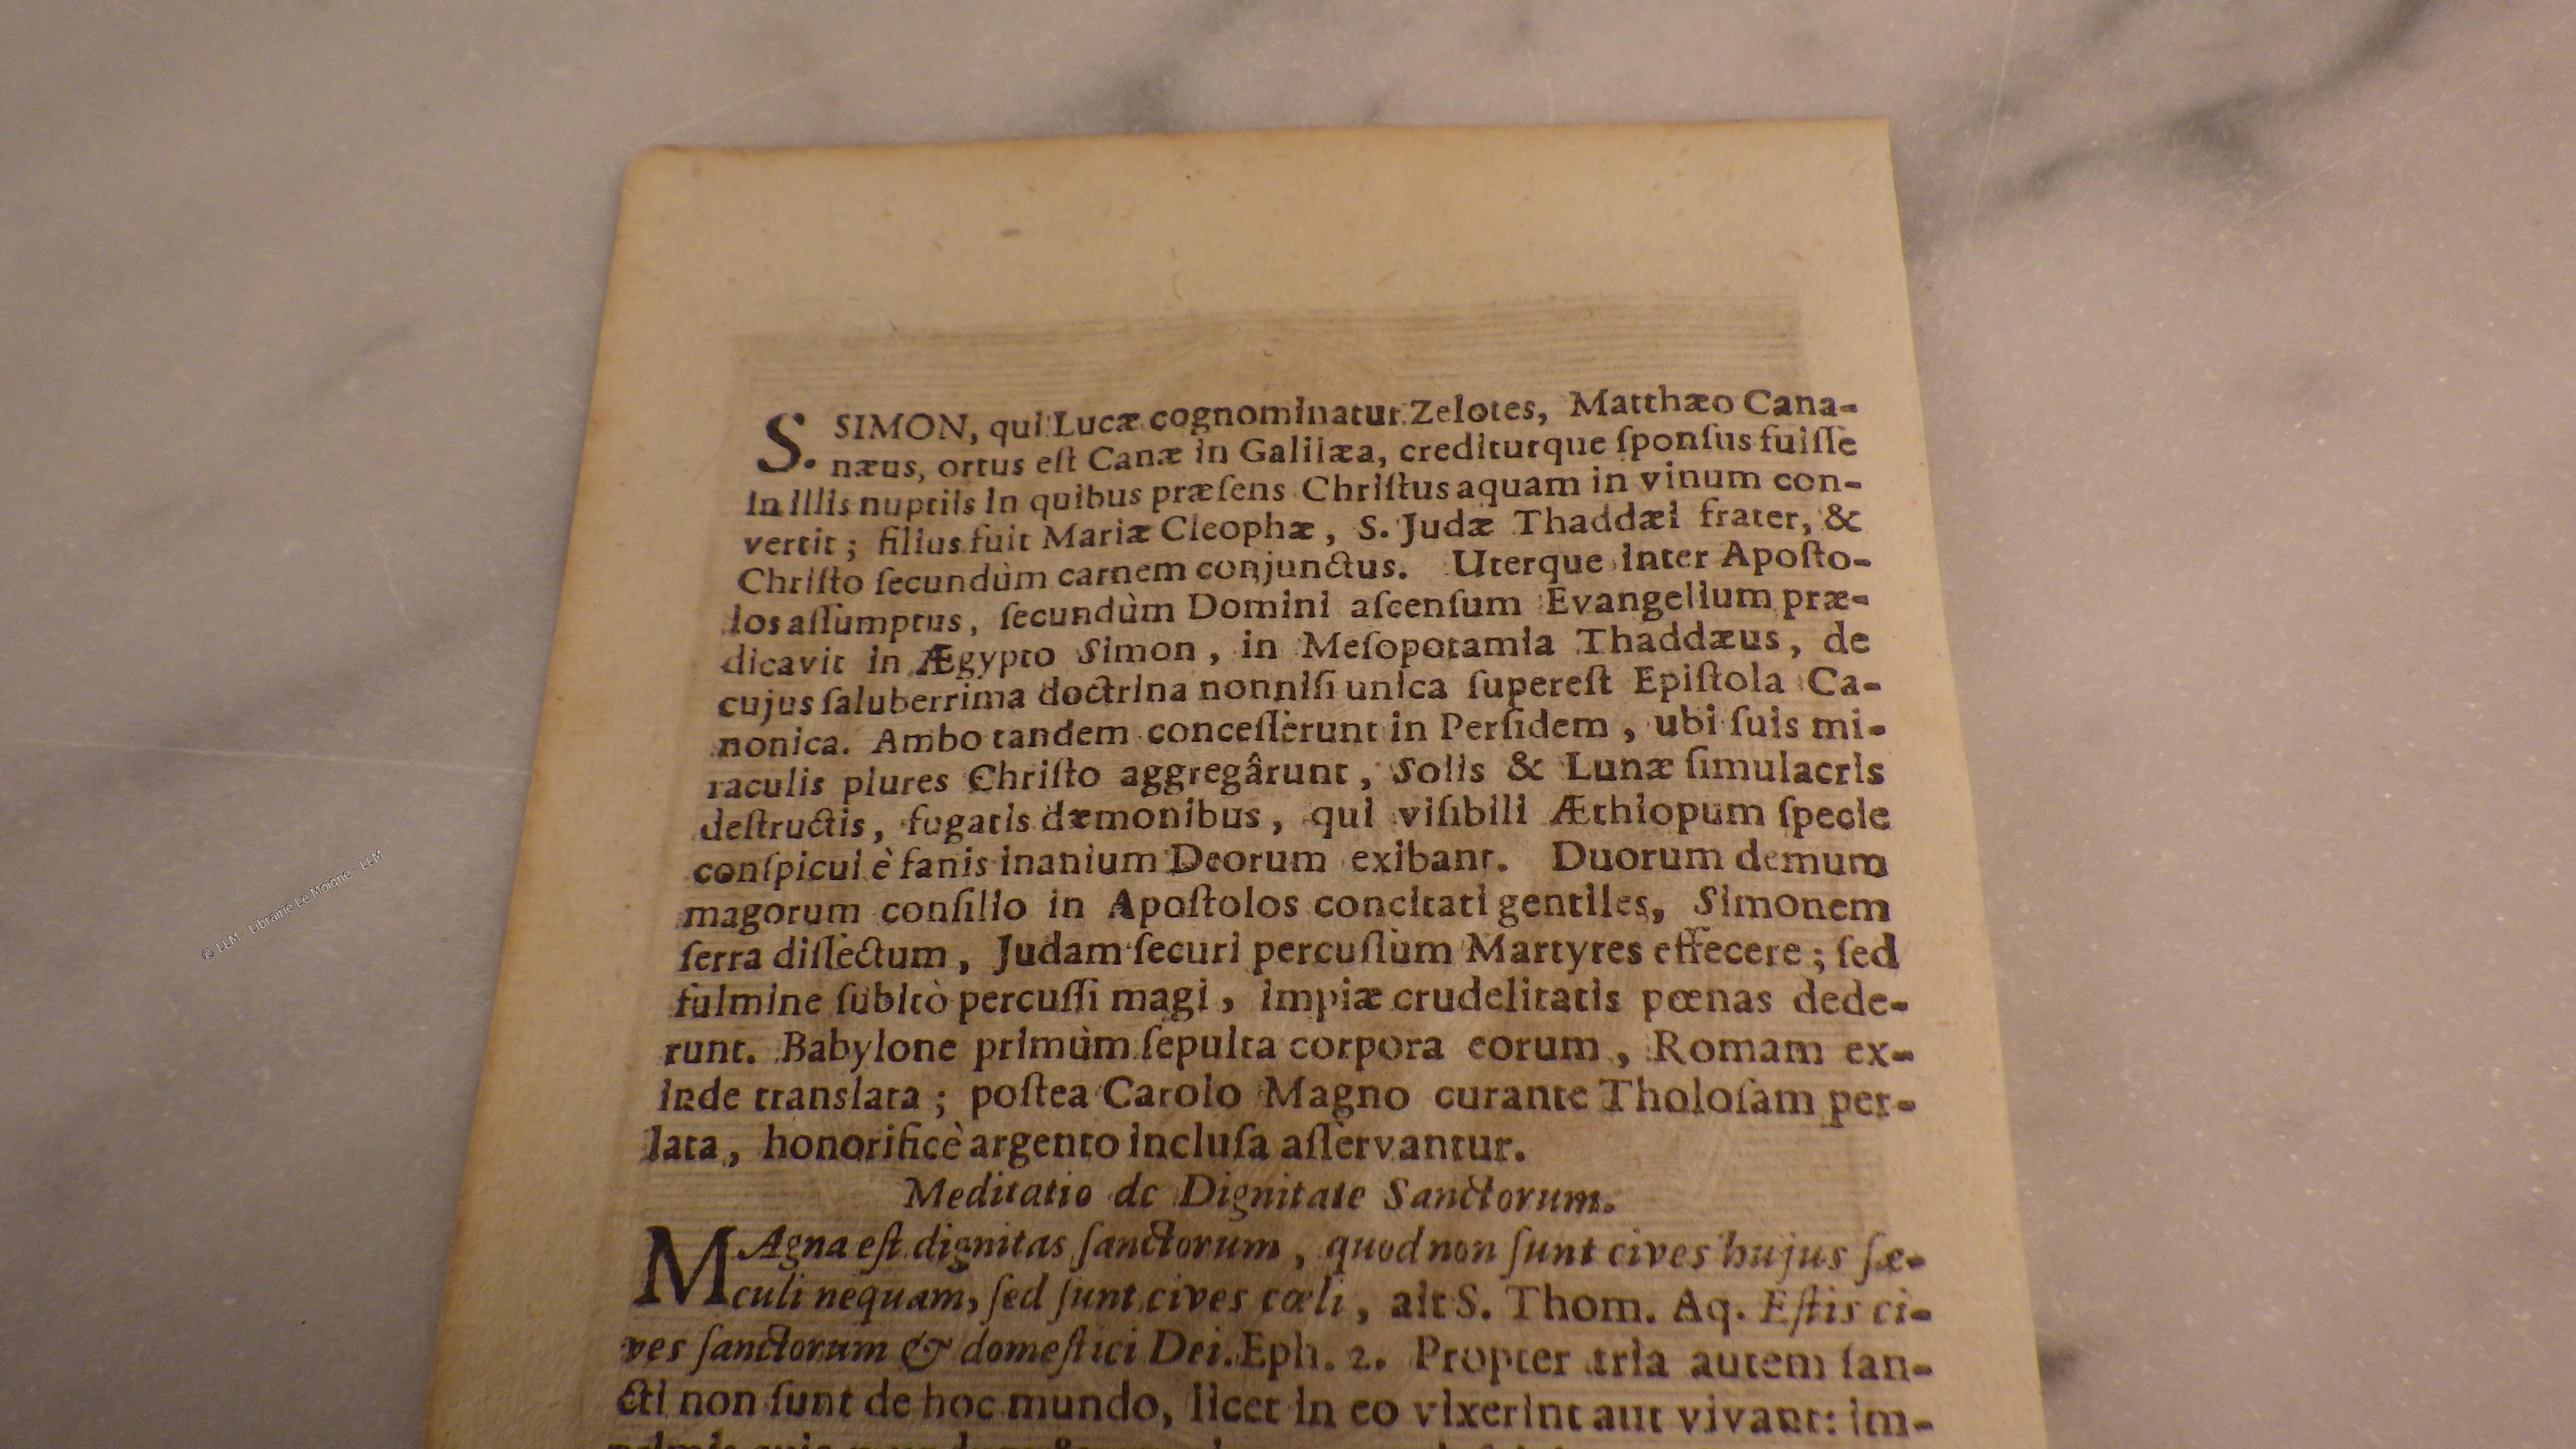 S. SIMON, qui Lucæ cognominatur Zelotes, Matthæo Cana-
næus, ortus eſt Canæ in Galilæa, crediturque ſponſus fuiſſe
in illis nuptiis in quibus præſens Chriſtus aquam in vinum con-
vertit ; filius fuit Mariæ Cleophæ , S. Judæ Thaddæi frater, &
Chriſto ſecundùm carnem conjunctus. Uterque inter Apoſto-
los aſſumptus , ſecundùm Domini aſcenſum Evangelium præ-
dicavit in Ægypto Simon , in Meſopotamia Thaddæus , de
cujus ſaluberrima doctrina nonniſi unica ſupereſt Epiſtola Ca-
nonica. Ambo tandem conceſſerunt in Perſidem , ubi ſuis mi-
raculis plures Chriſto aggregârunt , Solis & Lunæ ſimulacris
deſtructis , fugatis dæmonibus , qui viſibili Æthiopum ſpecie
conſpicui è fanis inanium Deorum exibant. Duorum demum
magorum conſilio in Apoſtolos concitati gentiles, Simonem
ſerra diſſectum , Judam ſecuri percuſſum Martyres effecere ; ſed
fulmine ſubitò percuſſi magi , impiæ crudelitatis pœnas dede-
runt. Babylone primùm ſepulta corpora eorum , Romam ex-
inde translata ; poſtea Carolo Magno curante Tholoſam per-
lata , honorificè argento incluſa aſſervantur.
Meditatio de Dignitate Sanctorum.
MAgna eſt dignitas ſanctorum , quod non ſunt cives hujus ſæ-
culi nequam, ſed ſunt cives cœli , ait S. Thom. Aq. Eſtis ci-
ves ſanctorum & domeſtici Dei. Eph. 2. Propter tria autem ſan-
cti non ſunt de hoc mundo, licet in eo vixerint aut vivant: im-
© LLM - Librairie Le Moigne - LLM